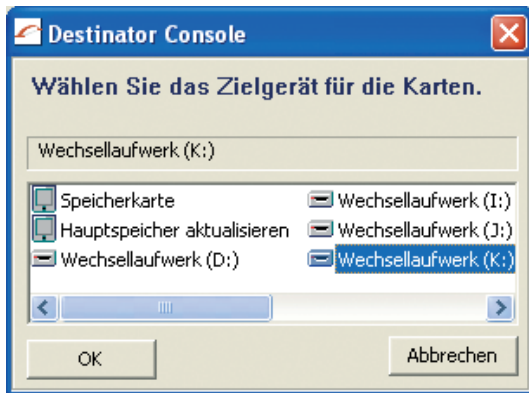 Destinator Console
Wählen Sie das Zielgerät für die Karten.
Wechsellaufwerk (K:)
Speicherkarte
Hauptspeicher aktualisieren
Wechsellaufwerk (D:)
Wechsellaufwerk (I:)
Wechsellaufwerk (J:)
Wechsellaufwerk (K:)
OK
Abbrechen